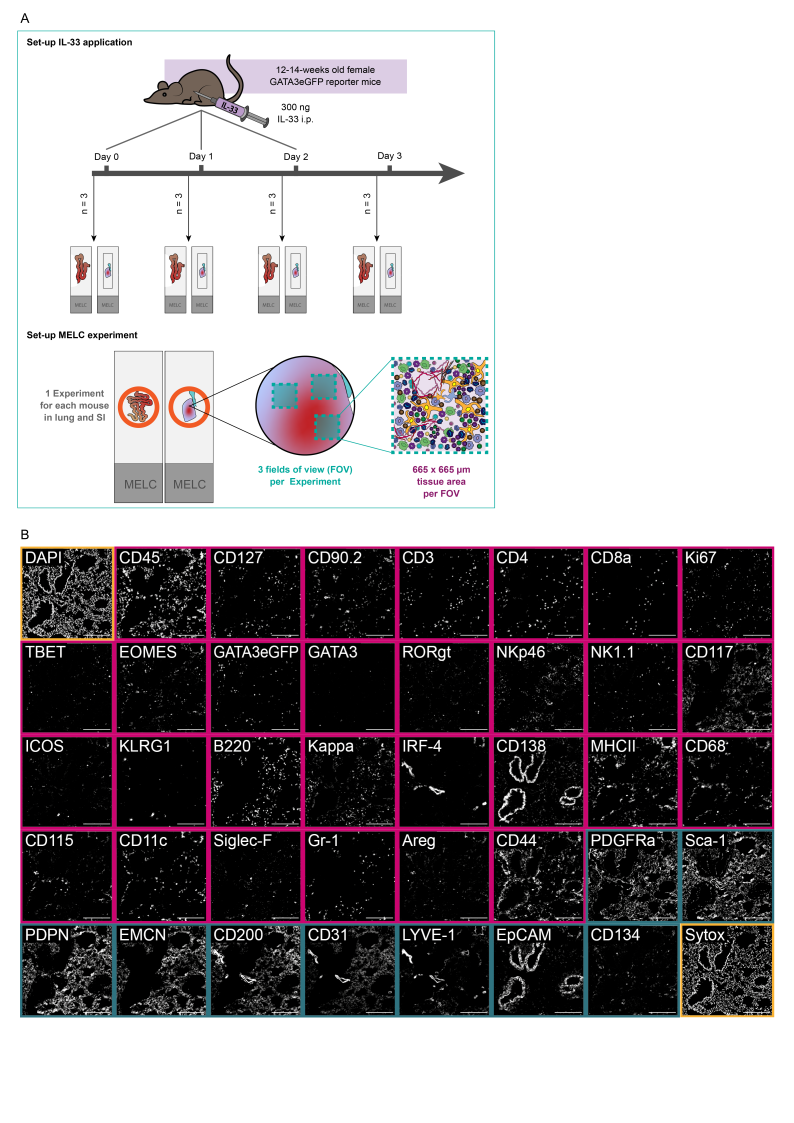 A
Set-up IL-33 application
12-14-weeks old female
GATA3eGFP reporter mice
IL-33
300 ng
IL-33 i.p.
Day 0
Day 1
Day 2
Day 3
n = 3
n = 3
n = 3
n = 3
MELC MELC MELC MELC MELC MELC MELC MELC
Set-up MELC experiment
1 Experiment
for each mouse
in lung and SI
MELC MELC
3 fields of view (FOV)
per Experiment
665 x 665 µm
tissue area
per FOV
B
DAPI CD45 CD127 CD90.2 CD3 CD4 CD8a Ki67
TBET EOMES GATA3eGFP GATA3 RORgt NKp46 NK1.1 CD117
ICOS KLRG1 B220 Kappa IRF-4 CD138 MHCII CD68
CD115 CD11c Siglec-F Gr-1 Areg CD44 PDGFRa Sca-1
PDPN EMCN CD200 CD31 LYVE-1 EpCAM CD134 Sytox